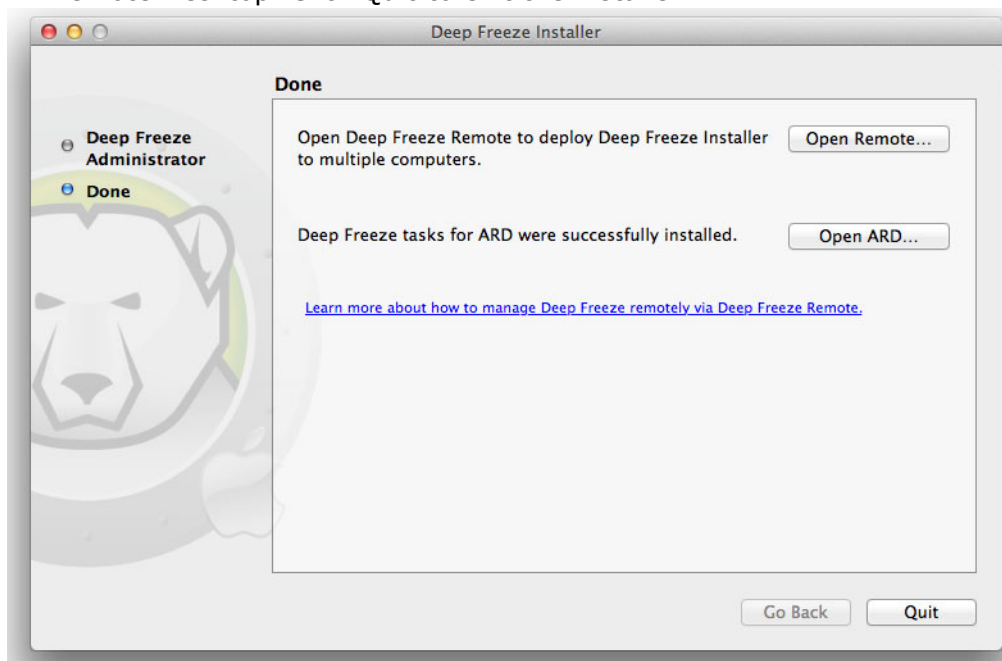 Deep Freeze Installer
Done
Deep Freeze
Administrator
Done
Open Deep Freeze Remote to deploy Deep Freeze Installer
to multiple computers.
Open Remote...
Deep Freeze tasks for ARD were successfully installed.
Open ARD...
Learn more about how to manage Deep Freeze remotely via Deep Freeze Remote.
Go Back
Quit